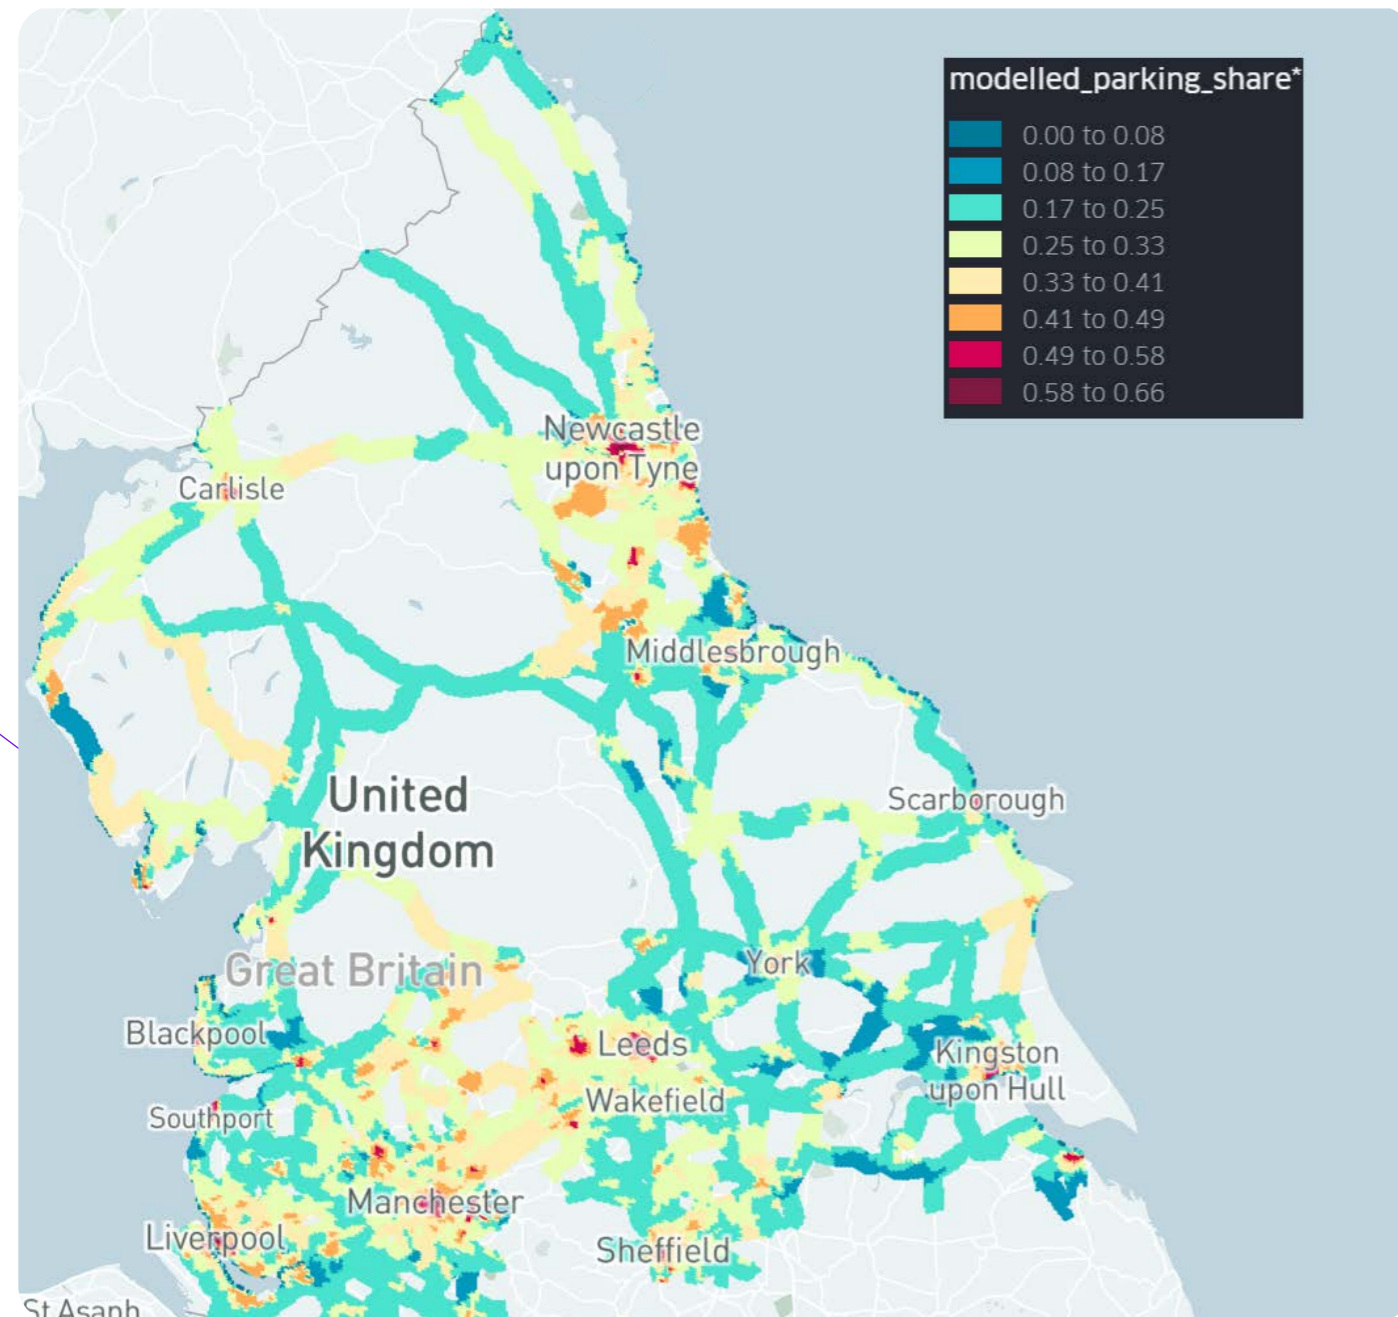 modelled_parking_share*
0.00 to 0.08
0.08 to 0.17
0.17 to 0.25
0.25 to 0.33
0.33 to 0.41
0.41 to 0.49
0.49 to 0.58
0.58 to 0.66
Newcastle
upon Tyne
Carlisle
Middlesbrough
United
Kingdom
Scarborough
Great Britain
York
Blackpool
Leeds
Kingston
upon Hull
Wakefield
Southport
Manchester
Liverpool
Sheffield
St Asaph